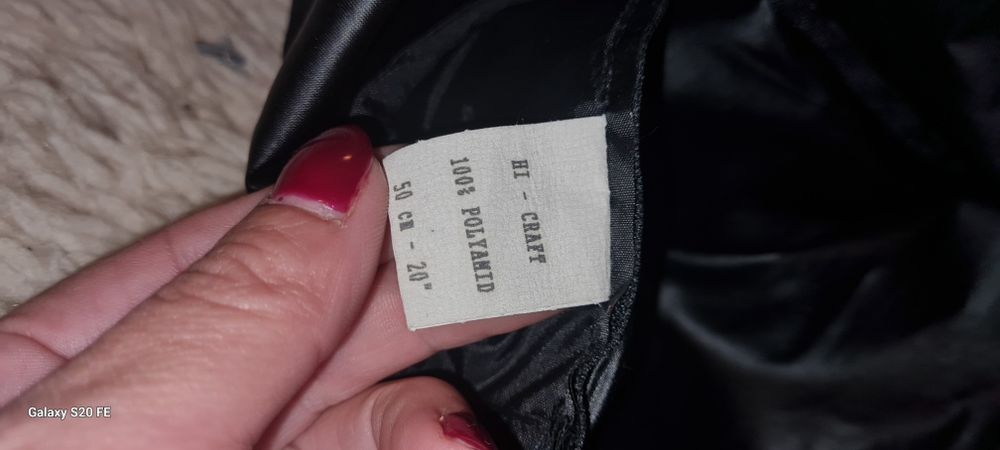 HI - CRAFT
100% POLYAMID
50 CM - 20"
Galaxy S20 FE